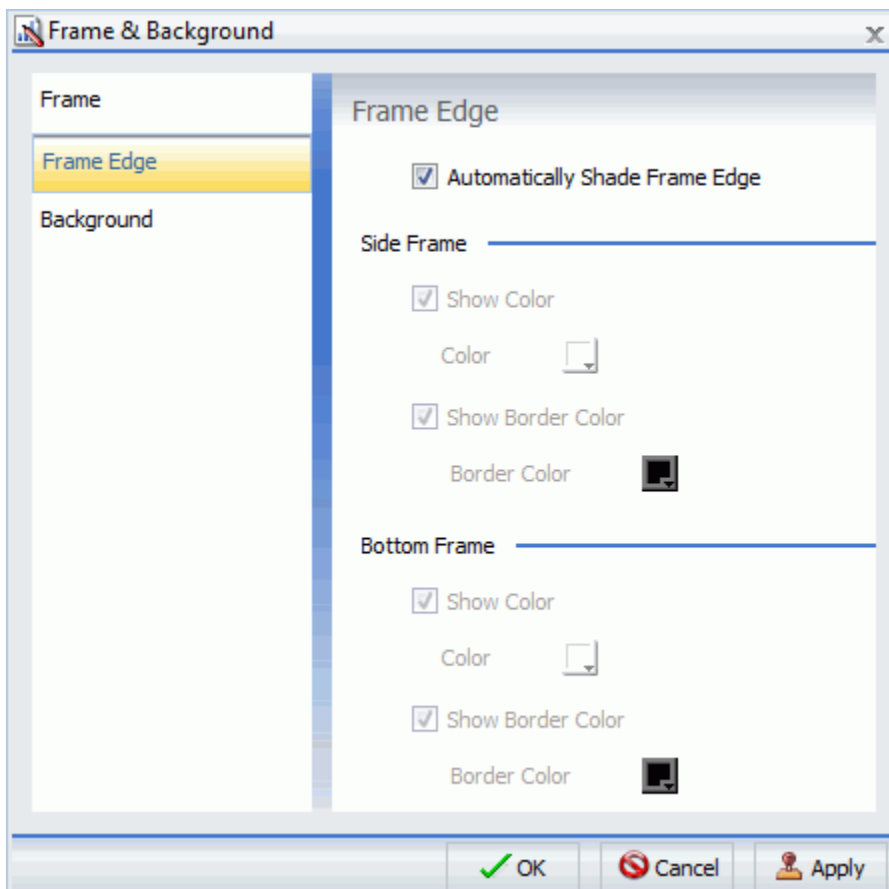 Frame & Background
Frame
Frame Edge
Background
Frame Edge
Automatically Shade Frame Edge
Side Frame
Show Color
Color
Show Border Color
Border Color
Bottom Frame
Show Color
Color
Show Border Color
Border Color
OK
Cancel
Apply